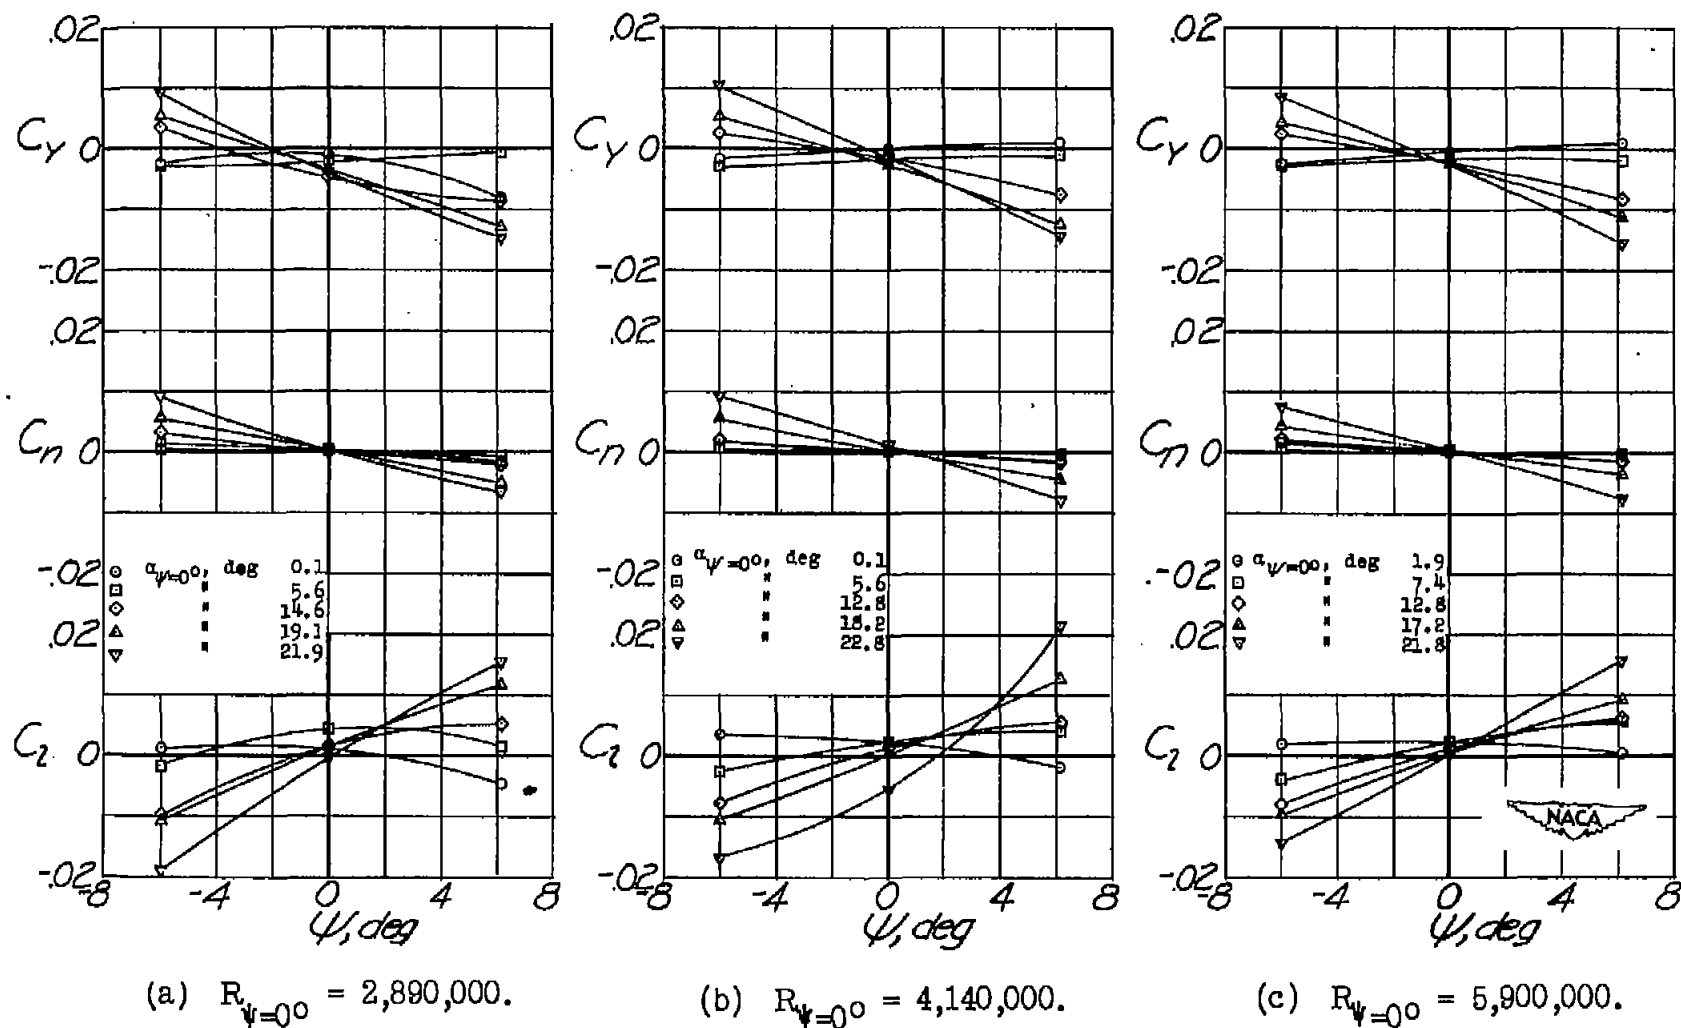 .02 .02 .02
C_Y 0 C_Y 0 C_Y 0
-.02 -.02 -.02
.02 .02 .02
C_n 0 C_n 0 C_n 0
-.02 -.02 .-02
⊙ α_ψ=0°, deg 0.1
⊡ " 5.6
◇ " 14.6
△ " 19.1
▽ " 21.9
⊙ α_ψ=0°, deg 0.1
⊡ " 5.6
◇ " 12.8
△ " 18.2
▽ " 22.8
⊙ α_ψ=0°, deg 1.9
⊡ " 7.4
◇ " 12.8
△ " 17.2
▽ " 21.8
.02 .02 .02
C_l 0 C_l 0 C_l 0
NACA
-.02 -.02 -.02
-8 -4 0 4 8 -8 -4 0 4 8 -8 -4 0 4 8
ψ, deg ψ, deg ψ, deg
(a) R_ψ=0° = 2,890,000. (b) R_ψ=0° = 4,140,000. (c) R_ψ=0° = 5,900,000.